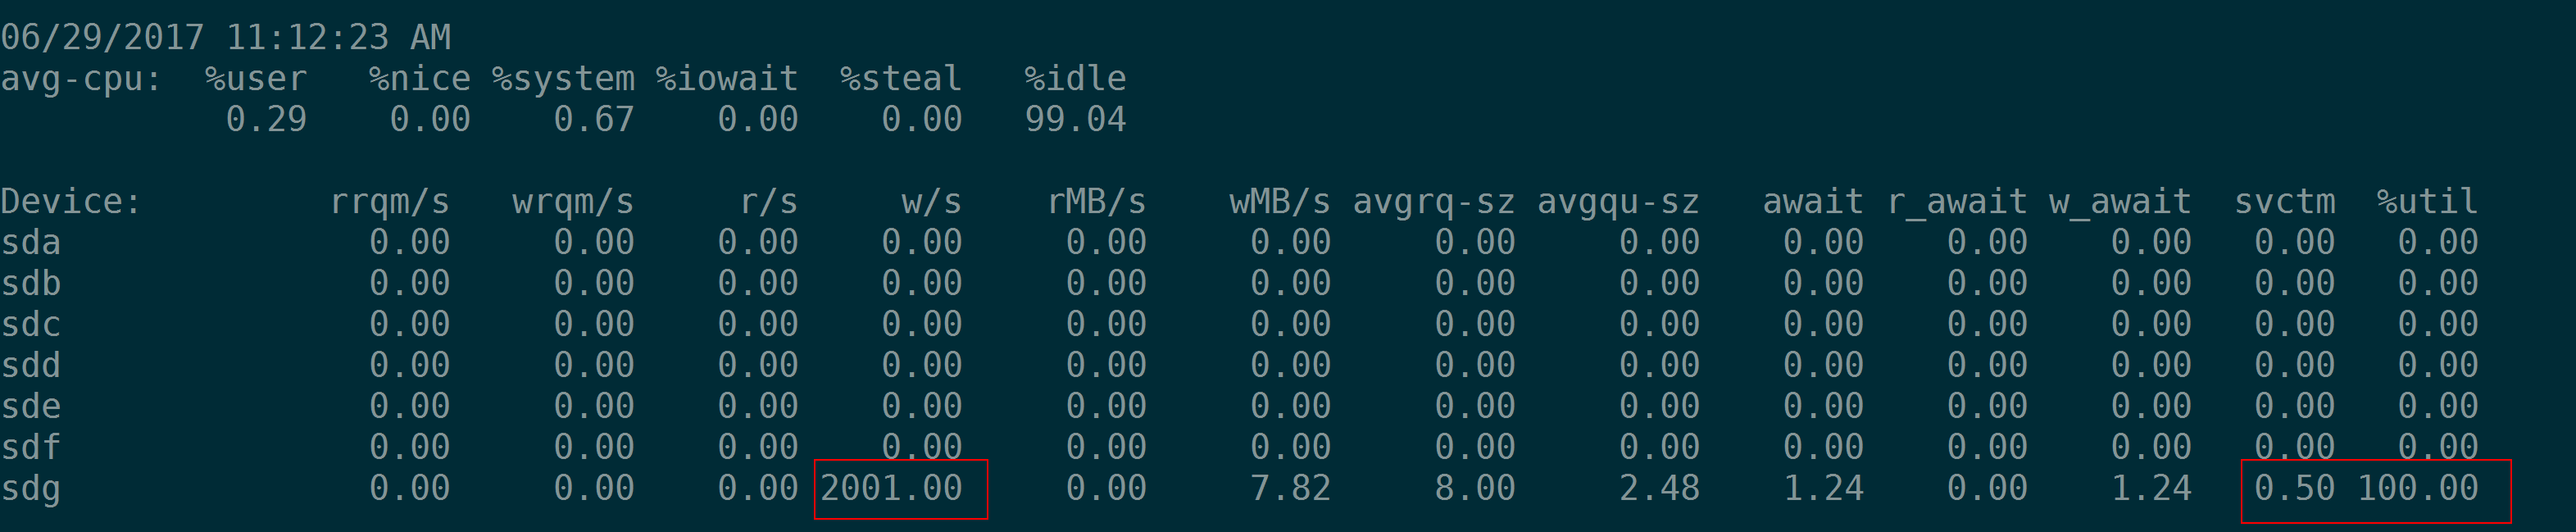 06/29/2017 11:12:23 AM
avg-cpu:  %user   %nice %system %iowait  %steal   %idle
           0.29    0.00    0.67    0.00    0.00   99.04
Device:         rrqm/s   wrqm/s     r/s     w/s    rMB/s    wMB/s avgrq-sz avgqu-sz   await r_await w_await  svctm  %util
sda               0.00     0.00    0.00    0.00     0.00     0.00     0.00     0.00    0.00    0.00    0.00   0.00   0.00
sdb               0.00     0.00    0.00    0.00     0.00     0.00     0.00     0.00    0.00    0.00    0.00   0.00   0.00
sdc               0.00     0.00    0.00    0.00     0.00     0.00     0.00     0.00    0.00    0.00    0.00   0.00   0.00
sdd               0.00     0.00    0.00    0.00     0.00     0.00     0.00     0.00    0.00    0.00    0.00   0.00   0.00
sde               0.00     0.00    0.00    0.00     0.00     0.00     0.00     0.00    0.00    0.00    0.00   0.00   0.00
sdf               0.00     0.00    0.00    0.00     0.00     0.00     0.00     0.00    0.00    0.00    0.00   0.00   0.00
sdg               0.00     0.00    0.00 2001.00     0.00     7.82     8.00     2.48    1.24    0.00    1.24   0.50 100.00